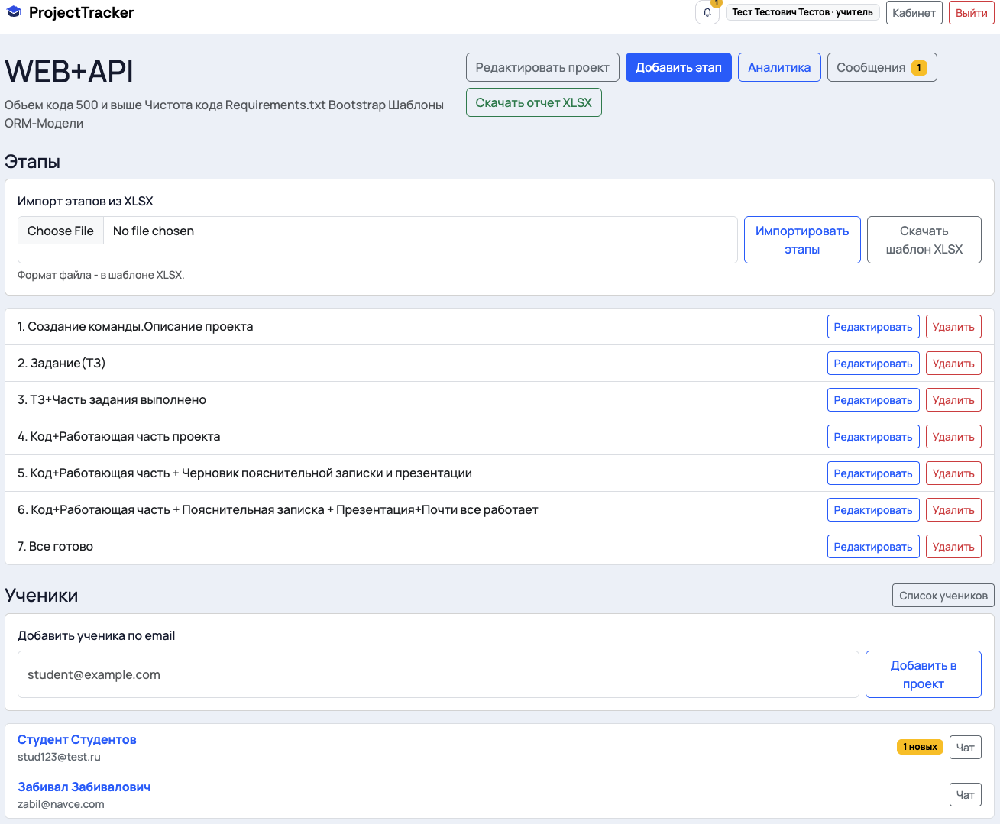 ProjectTracker
1
Тест Тестович Тестов · учитель
Кабинет
Выйти
WEB+API
Объем кода 500 и выше Чистота кода Requirements.txt Bootstrap Шаблоны
ORM-Модели
Редактировать проект
Добавить этап
Аналитика
Сообщения 1
Скачать отчет XLSX
Этапы
Импорт этапов из XLSX
Choose File No file chosen
Импортировать
этапы
Скачать
шаблон XLSX
Формат файла - в шаблоне XLSX.
1. Создание команды.Описание проекта
Редактировать
Удалить
2. Задание(ТЗ)
Редактировать
Удалить
3. ТЗ+Часть задания выполнено
Редактировать
Удалить
4. Код+Работающая часть проекта
Редактировать
Удалить
5. Код+Работающая часть + Черновик пояснительной записки и презентации
Редактировать
Удалить
6. Код+Работающая часть + Пояснительная записка + Презентация+Почти все работает
Редактировать
Удалить
7. Все готово
Редактировать
Удалить
Ученики
Список учеников
Добавить ученика по email
student@example.com
Добавить в
проект
Студент Студентов
stud123@test.ru
1 новых
Чат
Забивал Забивалович
zabil@navce.com
Чат